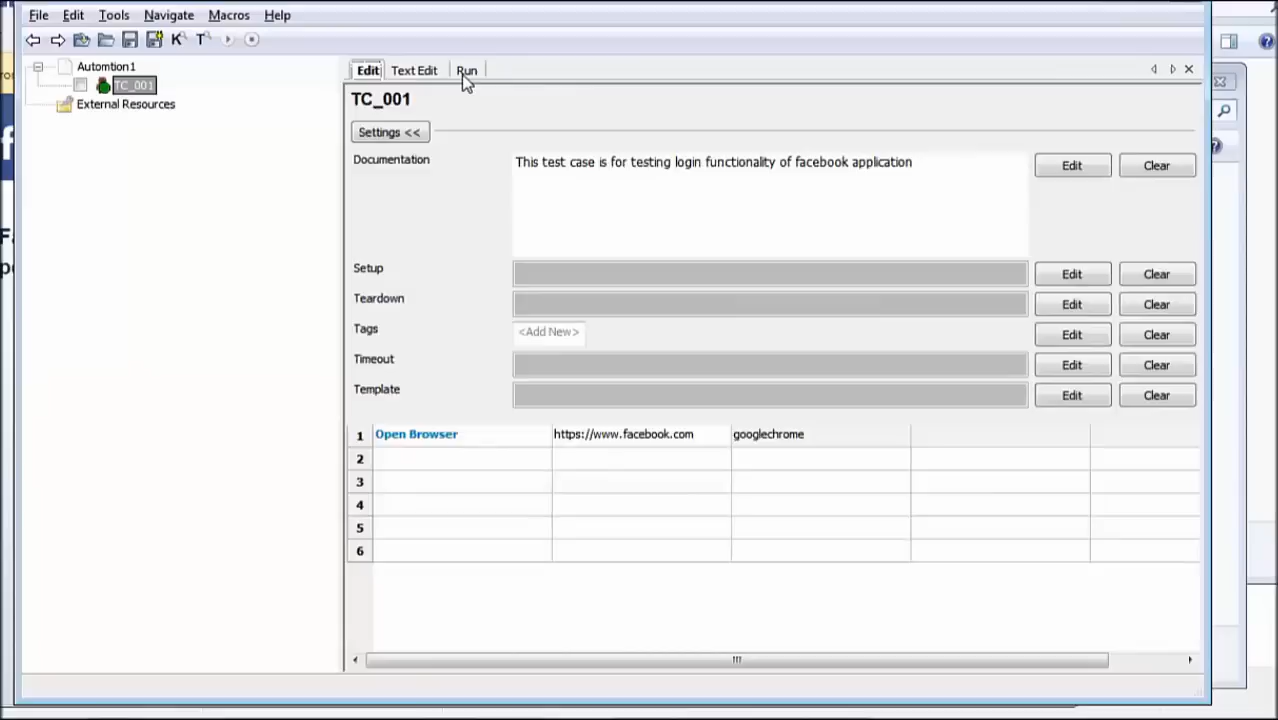 File Edit Tools Navigate Macros Help
K T
Automtion1
TC_001
External Resources
Edit Text Edit Run
TC_001
Settings <<
Documentation This test case is for testing login functionality of facebook application Edit Clear
Setup Edit Clear
Teardown Edit Clear
Tags <Add New> Edit Clear
Timeout Edit Clear
Template Edit Clear
1 Open Browser https://www.facebook.com googlechrome
2
3
4
5
6